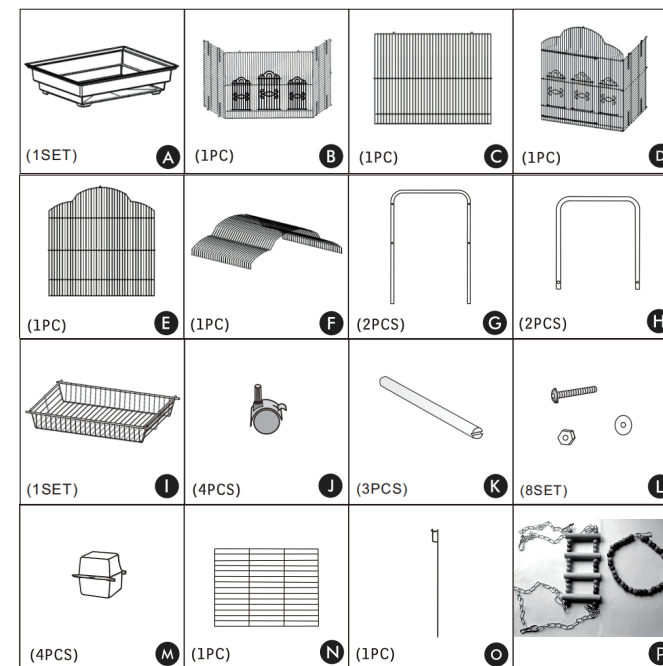 (1SET) A
(1PC) B
(1PC) C
(1PC) D
(1PC) E
(1PC) F
(2PCS) G
(2PCS) H
(1SET) I
(4PCS) J
(3PCS) K
(8SET) L
(4PCS) M
(1PC) N
(1PC) O
P